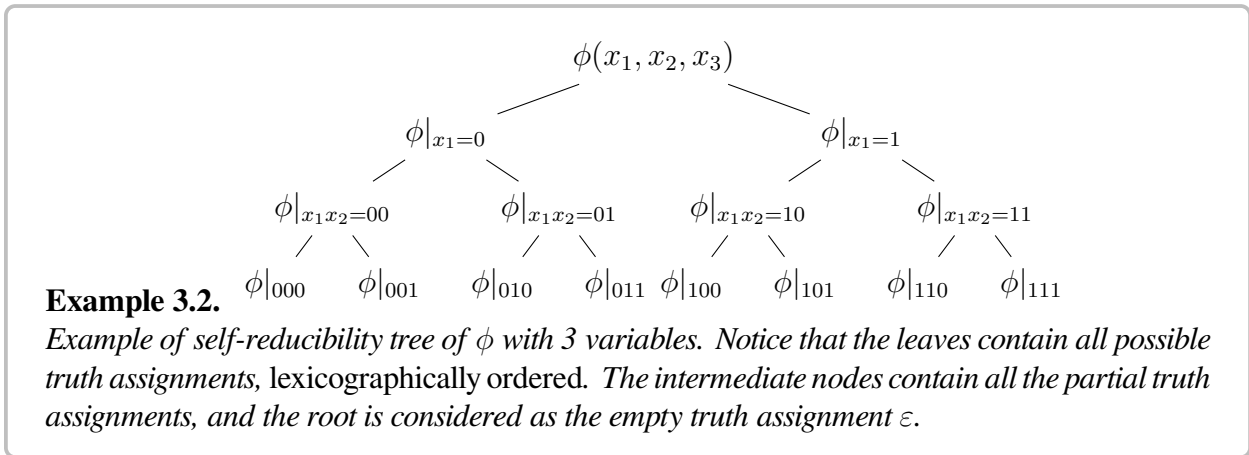 ϕ(x₁, x₂, x₃)
ϕ|x₁=0 ϕ|x₁=1
ϕ|x₁x₂=00 ϕ|x₁x₂=01 ϕ|x₁x₂=10 ϕ|x₁x₂=11
ϕ|000 ϕ|001 ϕ|010 ϕ|011 ϕ|100 ϕ|101 ϕ|110 ϕ|111
Example 3.2.
Example of self-reducibility tree of ϕ with 3 variables. Notice that the leaves contain all possible
truth assignments, lexicographically ordered. The intermediate nodes contain all the partial truth
assignments, and the root is considered as the empty truth assignment ε.